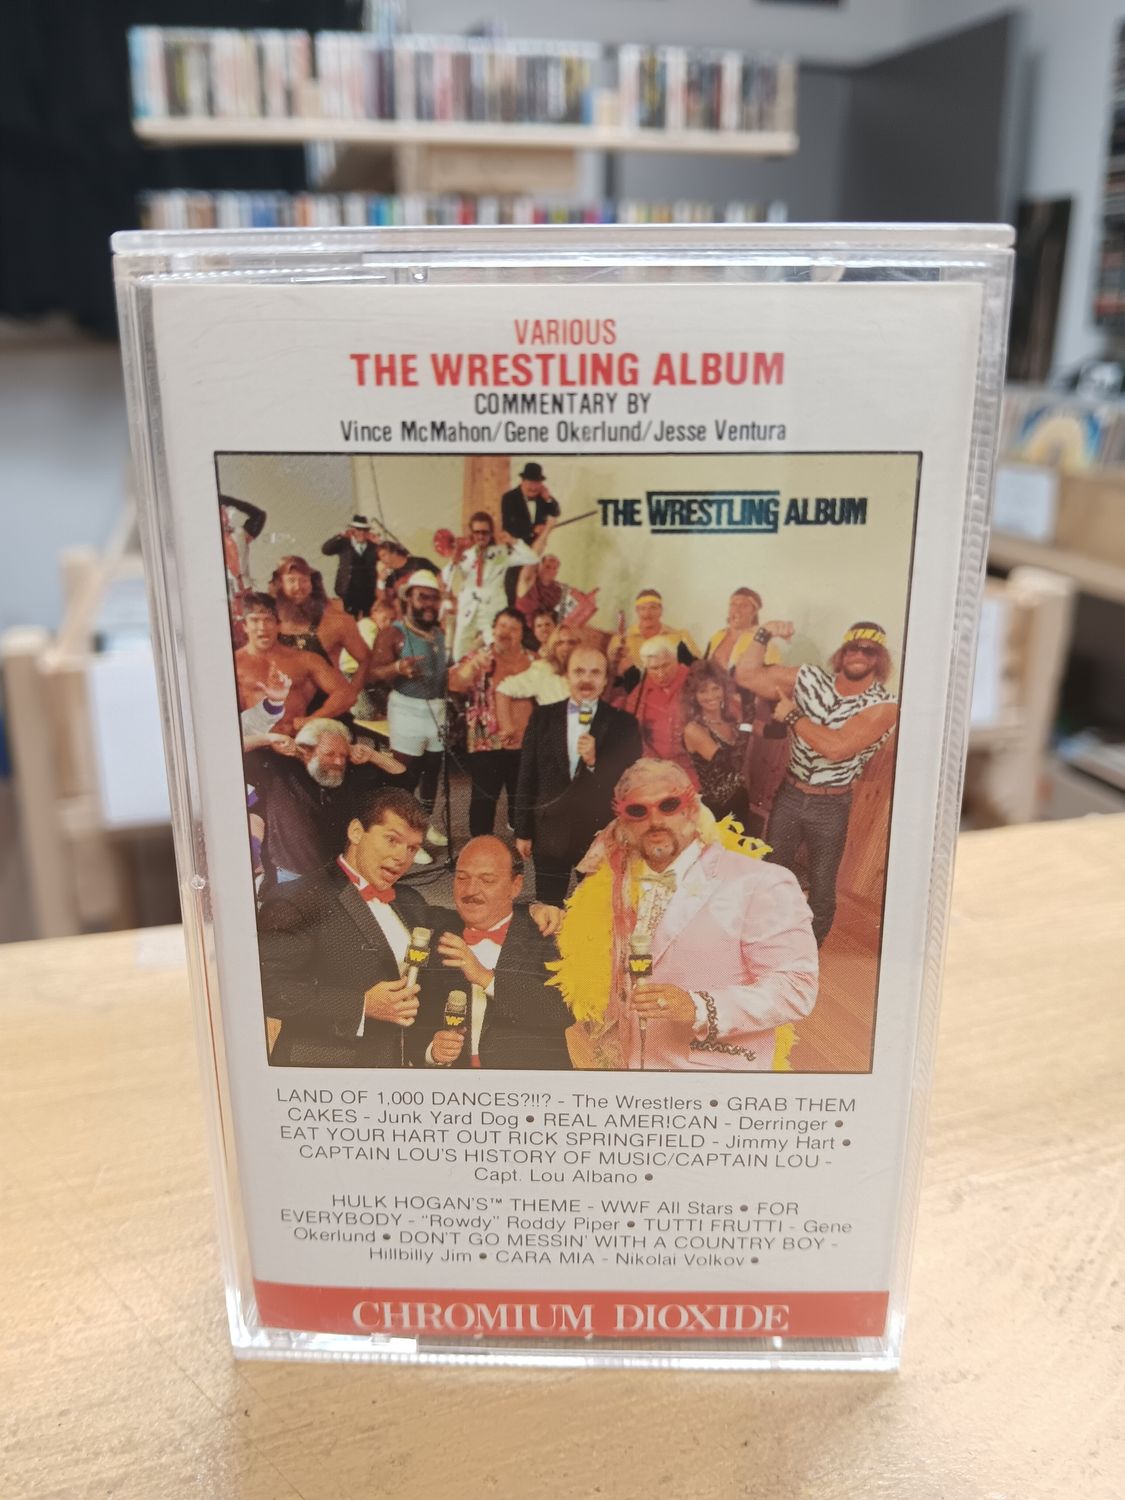 VARIOUS
THE WRESTLING ALBUM
COMMENTARY BY
Vince McMahon/Gene Okerlund/Jesse Ventura
THE WRESTLING ALBUM
LAND OF 1,000 DANCES?!!? - The Wrestlers • GRAB THEM
CAKES - Junk Yard Dog • REAL AMERICAN - Derringer •
EAT YOUR HART OUT RICK SPRINGFIELD - Jimmy Hart •
CAPTAIN LOU'S HISTORY OF MUSIC/CAPTAIN LOU -
Capt. Lou Albano •
HULK HOGAN'S™ THEME - WWF All Stars • FOR
EVERYBODY - "Rowdy" Roddy Piper • TUTTI FRUTTI - Gene
Okerlund • DON'T GO MESSIN' WITH A COUNTRY BOY -
Hillbilly Jim • CARA MIA - Nikolai Volkov •
CHROMIUM DIOXIDE